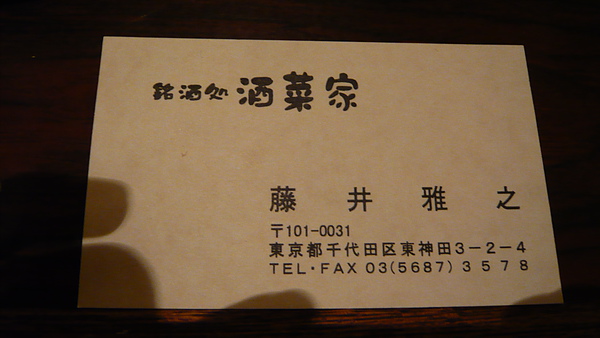 銘酒処 酒菜家
藤井雅之
〒101-0031
東京都千代田区東神田3-2-4
TEL・FAX 03(5687)3578